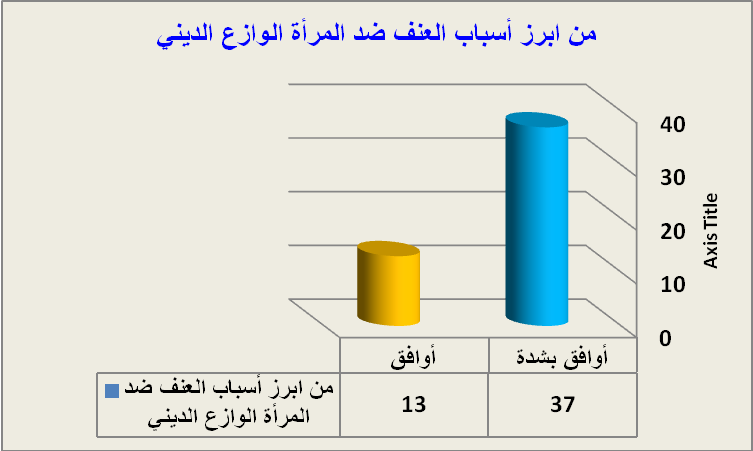 من ابرز أسباب العنف ضد المرأة الوازع الديني
40
30
20
10
0
Axis Title
أوافق بشدة
أوافق
من ابرز أسباب العنف ضد
المرأة الوازع الديني
37
13